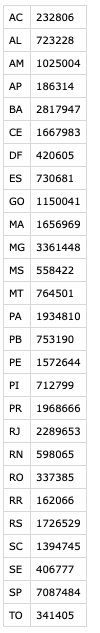 AC 232806
AL 723228
AM 1025004
AP 186314
BA 2817947
CE 1667983
DF 420605
ES 730681
GO 1150041
MA 1656969
MG 3361448
MS 558422
MT 764501
PA 1934810
PB 753190
PE 1572644
PI 712799
PR 1968666
RJ 2289653
RN 598065
RO 337385
RR 162066
RS 1726529
SC 1394745
SE 406777
SP 7087484
TO 341405